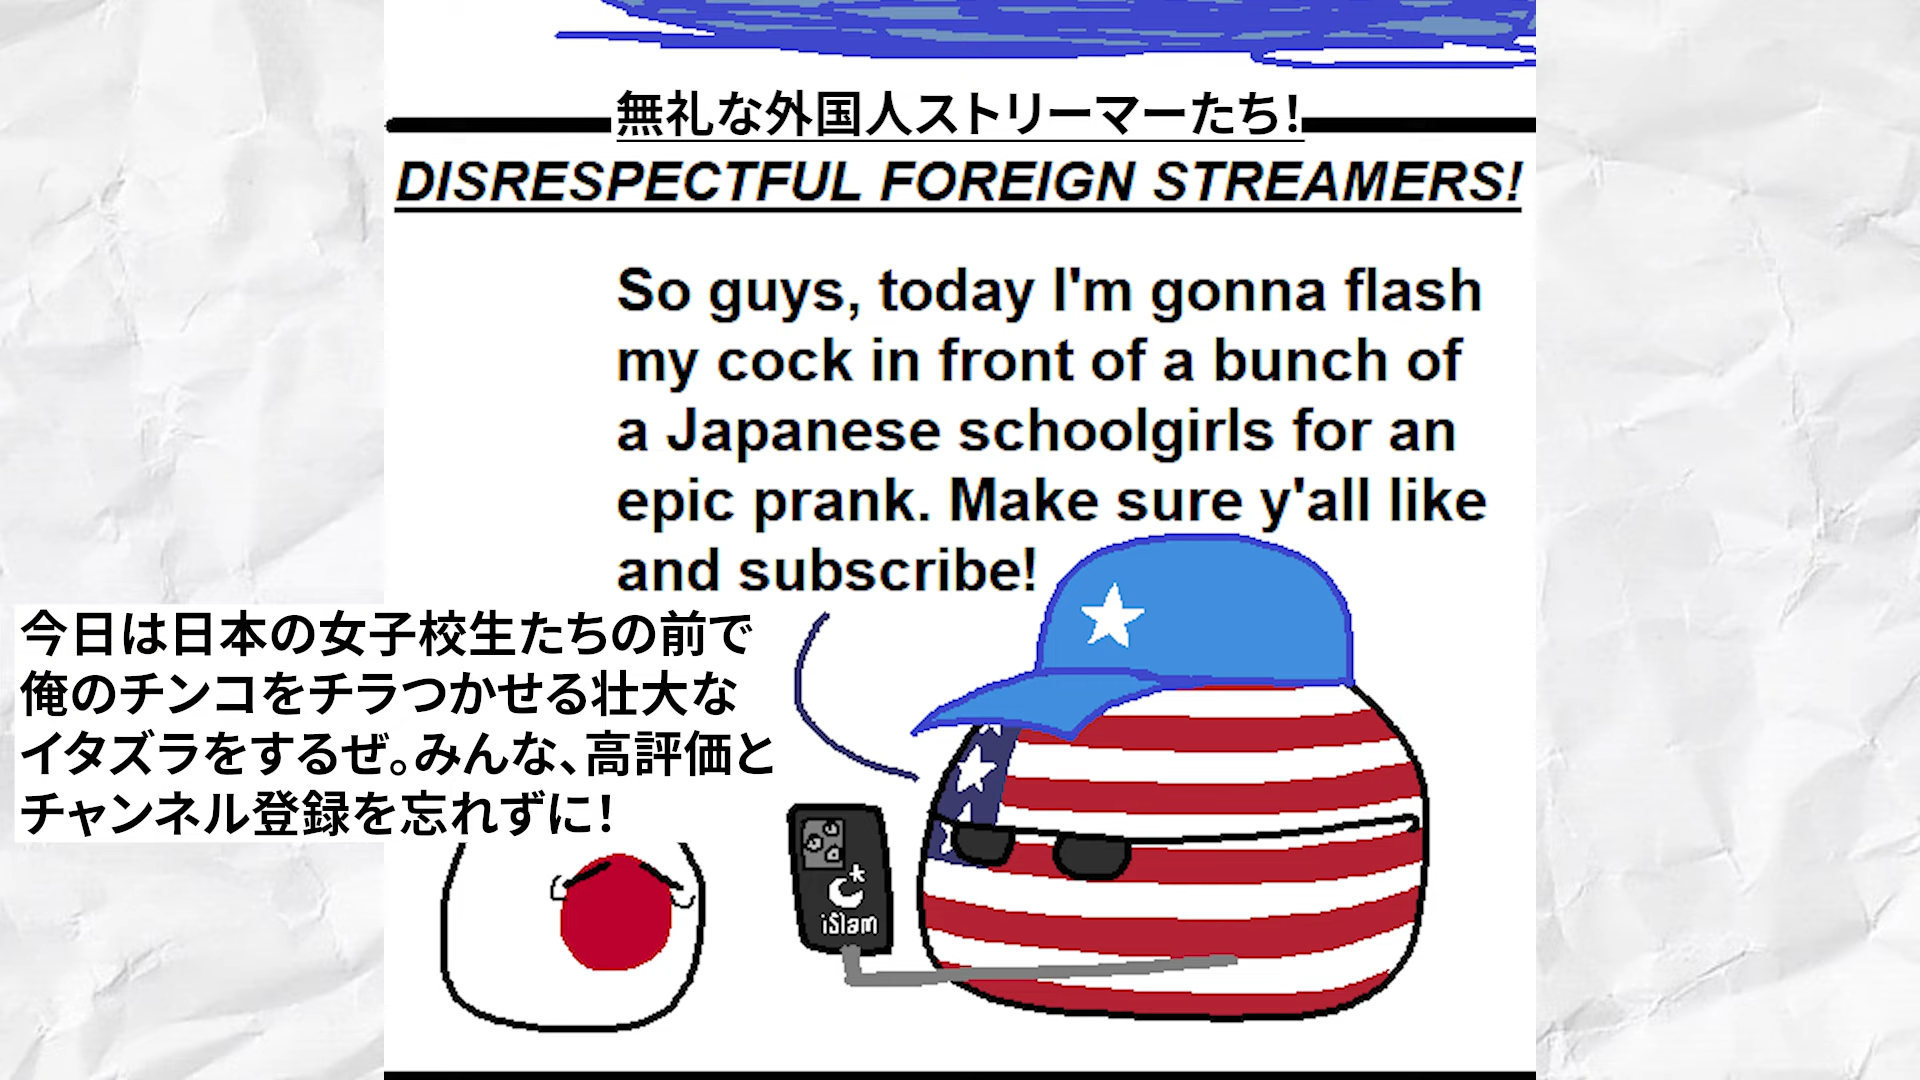 無礼な外国人ストリーマーたち!
DISRESPECTFUL FOREIGN STREAMERS!
So guys, today I'm gonna flash
my cock in front of a bunch of
a Japanese schoolgirls for an
epic prank. Make sure y'all like
and subscribe!
今日は日本の女子校生たちの前で
俺のチンコをチラつかせる壮大な
イタズラをするぜ。みんな、高評価と
チャンネル登録を忘れずに!
iSlam